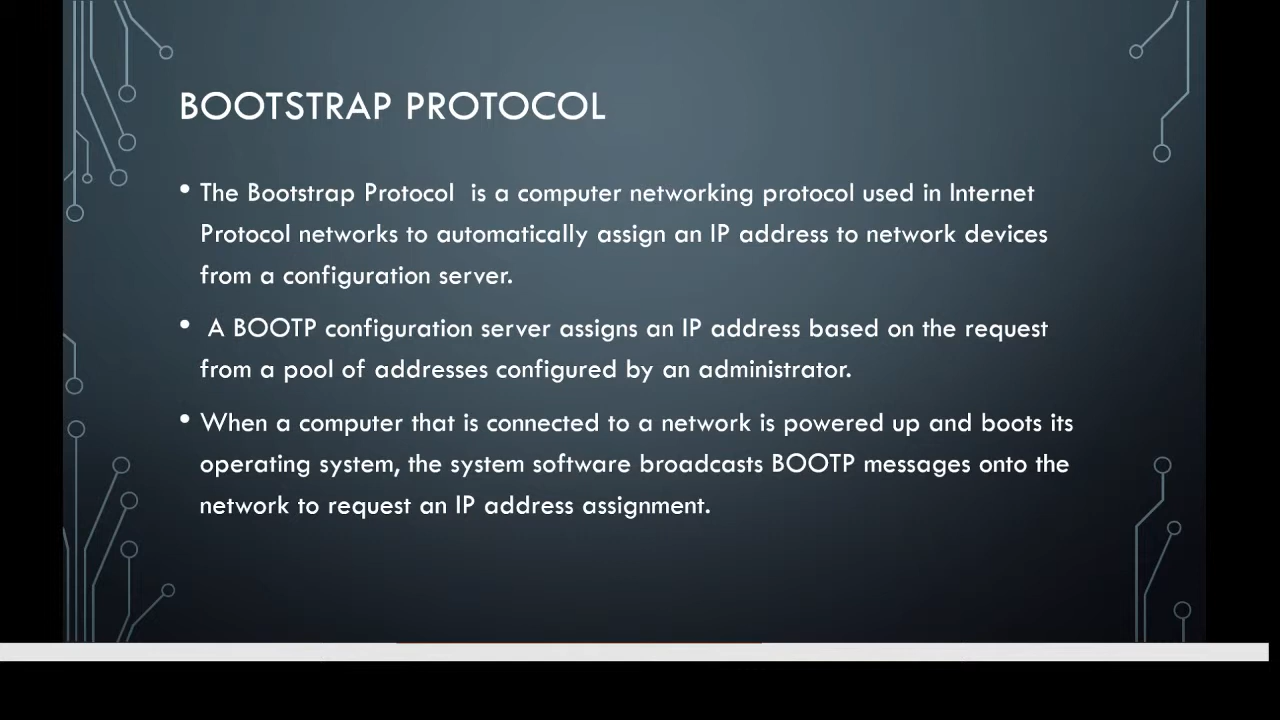 BOOTSTRAP PROTOCOL
• The Bootstrap Protocol  is a computer networking protocol used in Internet
Protocol networks to automatically assign an IP address to network devices
from a configuration server.
•  A BOOTP configuration server assigns an IP address based on the request
from a pool of addresses configured by an administrator.
• When a computer that is connected to a network is powered up and boots its
operating system, the system software broadcasts BOOTP messages onto the
network to request an IP address assignment.